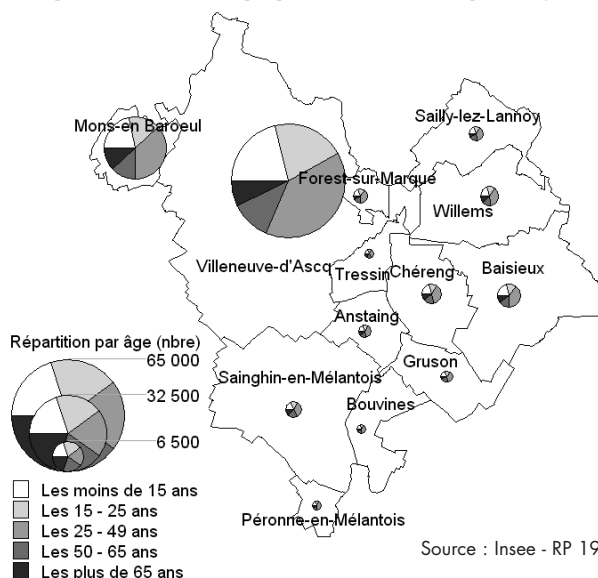 Sailly-lez-Lannoy
Mons-en Baroeul
Forest-sur-Marque
Willems
Villeneuve-d'Ascq
Tressin
Chéreng
Baisieux
Anstaing
Répartition par âge (nbre)
65 000
Gruson
Sainghin-en-Mélantois
32 500
Bouvines
6 500
Les moins de 15 ans
Les 15 - 25 ans
Les 25 - 49 ans
Les 50 - 65 ans
Les plus de 65 ans
Péronne-en-Mélantois
Source : Insee - RP 19